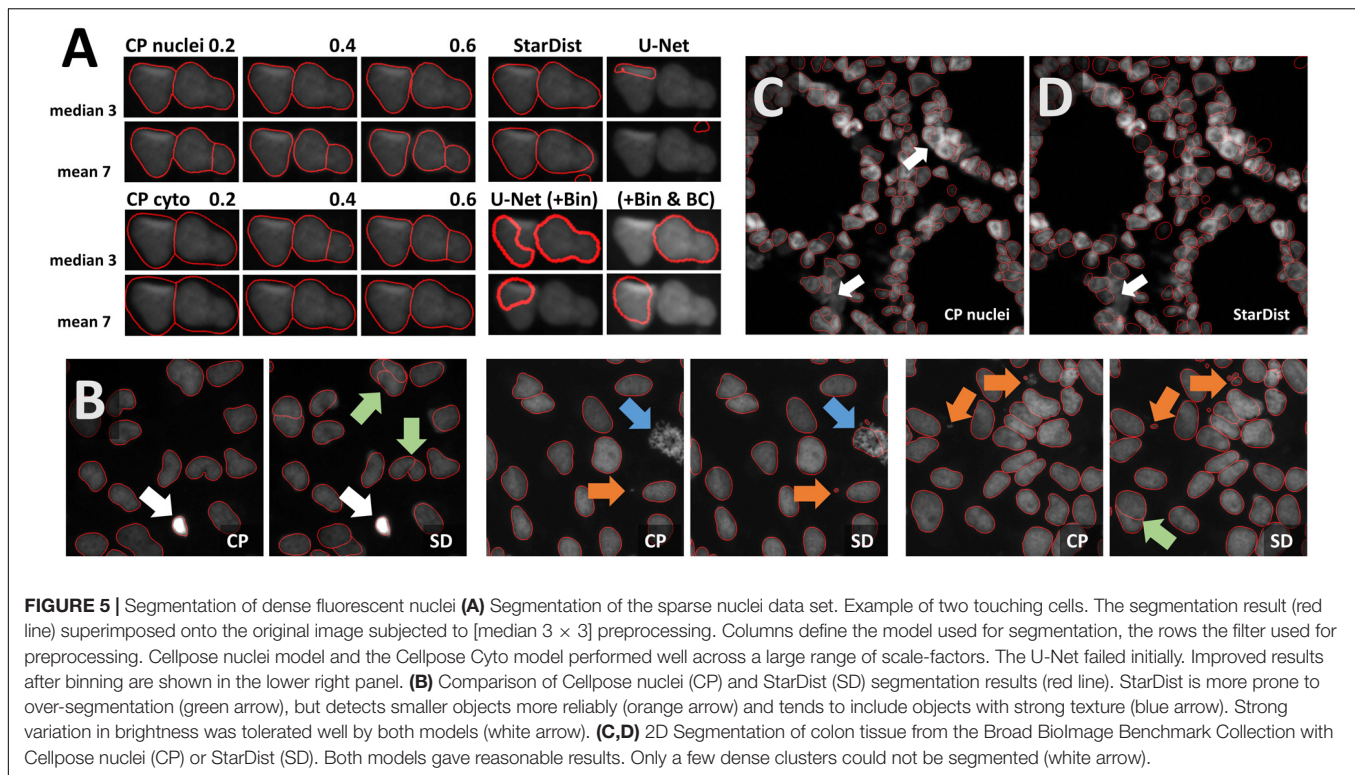 A
CP nuclei 0.2 0.4 0.6 StarDist U-Net
median 3
mean 7
CP cyto 0.2 0.4 0.6 U-Net (+Bin) (+Bin & BC)
median 3
mean 7
C
CP nuclei
D
StarDist
B
CP
SD
CP
SD
CP
SD
FIGURE 5 | Segmentation of dense fluorescent nuclei (A) Segmentation of the sparse nuclei data set. Example of two touching cells. The segmentation result (red
line) superimposed onto the original image subjected to [median 3 × 3] preprocessing. Columns define the model used for segmentation, the rows the filter used for
preprocessing. Cellpose nuclei model and the Cellpose Cyto model performed well across a large range of scale-factors. The U-Net failed initially. Improved results
after binning are shown in the lower right panel. (B) Comparison of Cellpose nuclei (CP) and StarDist (SD) segmentation results (red line). StarDist is more prone to
over-segmentation (green arrow), but detects smaller objects more reliably (orange arrow) and tends to include objects with strong texture (blue arrow). Strong
variation in brightness was tolerated well by both models (white arrow). (C,D) 2D Segmentation of colon tissue from the Broad BioImage Benchmark Collection with
Cellpose nuclei (CP) or StarDist (SD). Both models gave reasonable results. Only a few dense clusters could not be segmented (white arrow).